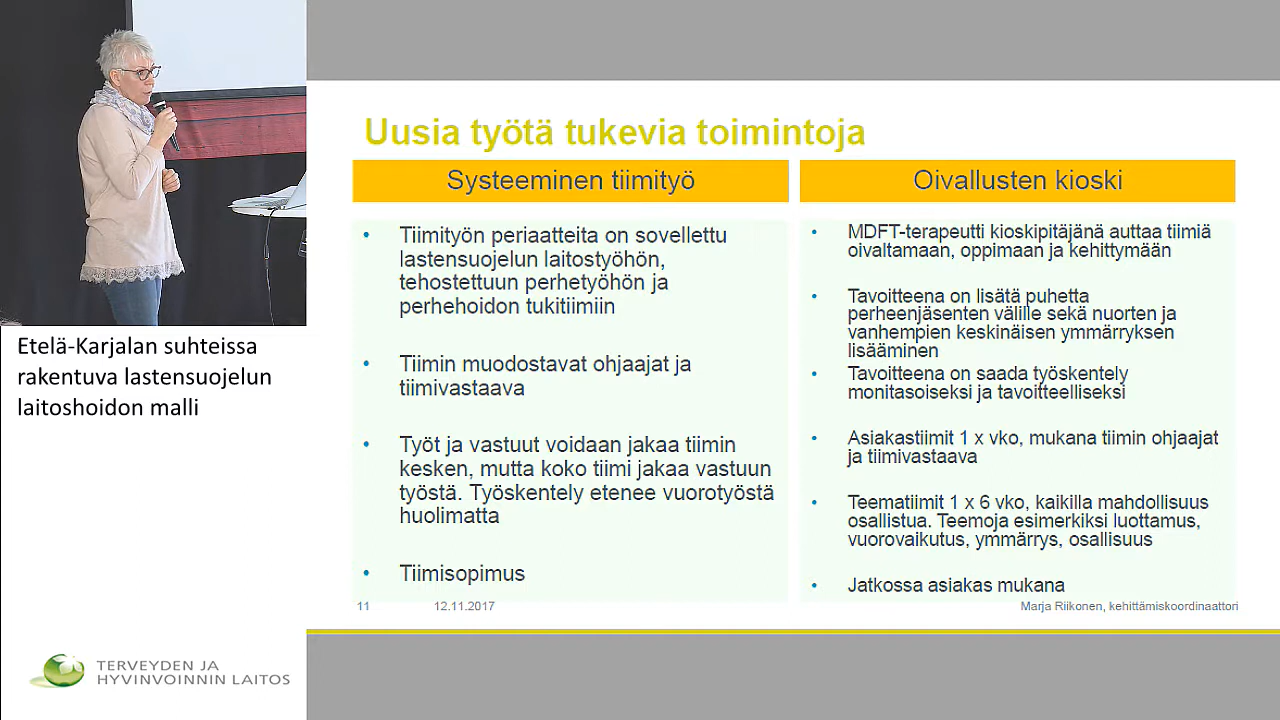 Uusia työtä tukevia toimintoja
Systeeminen tiimityö
• Tiimityön periaatteita on sovellettu
lastensuojelun laitostyöhön,
tehostettuun perhetyöhön ja
perhehoidon tukitiimiin
• Tiimin muodostavat ohjaajat ja
tiimivastaava
• Työt ja vastuut voidaan jakaa tiimin
kesken, mutta koko tiimi jakaa vastuun
työstä. Työskentely etenee vuorotyöstä
huolimatta
• Tiimisopimus
Oivallusten kioski
• MDFT-terapeutti kioskipitäjänä auttaa tiimiä
oivaltamaan, oppimaan ja kehittymään
• Tavoitteena on lisätä puhetta
perheenjäsenten välille sekä nuorten ja
vanhempien keskinäisen ymmärryksen
lisääminen
• Tavoitteena on saada työskentely
monitasoiseksi ja tavoitteelliseksi
• Asiakastiimit 1 x vko, mukana tiimin ohjaajat
ja tiimivastaava
• Teematiimit 1 x 6 vko, kaikilla mahdollisuus
osallistua. Teemoja esimerkiksi luottamus,
vuorovaikutus, ymmärrys, osallisuus
• Jatkossa asiakas mukana
11 12.11.2017 Marja Riikonen, kehittämiskoordinaattori
Etelä-Karjalan suhteissa
rakentuva lastensuojelun
laitoshoidon malli
TERVEYDEN JA
HYVINVOINNIN LAITOS